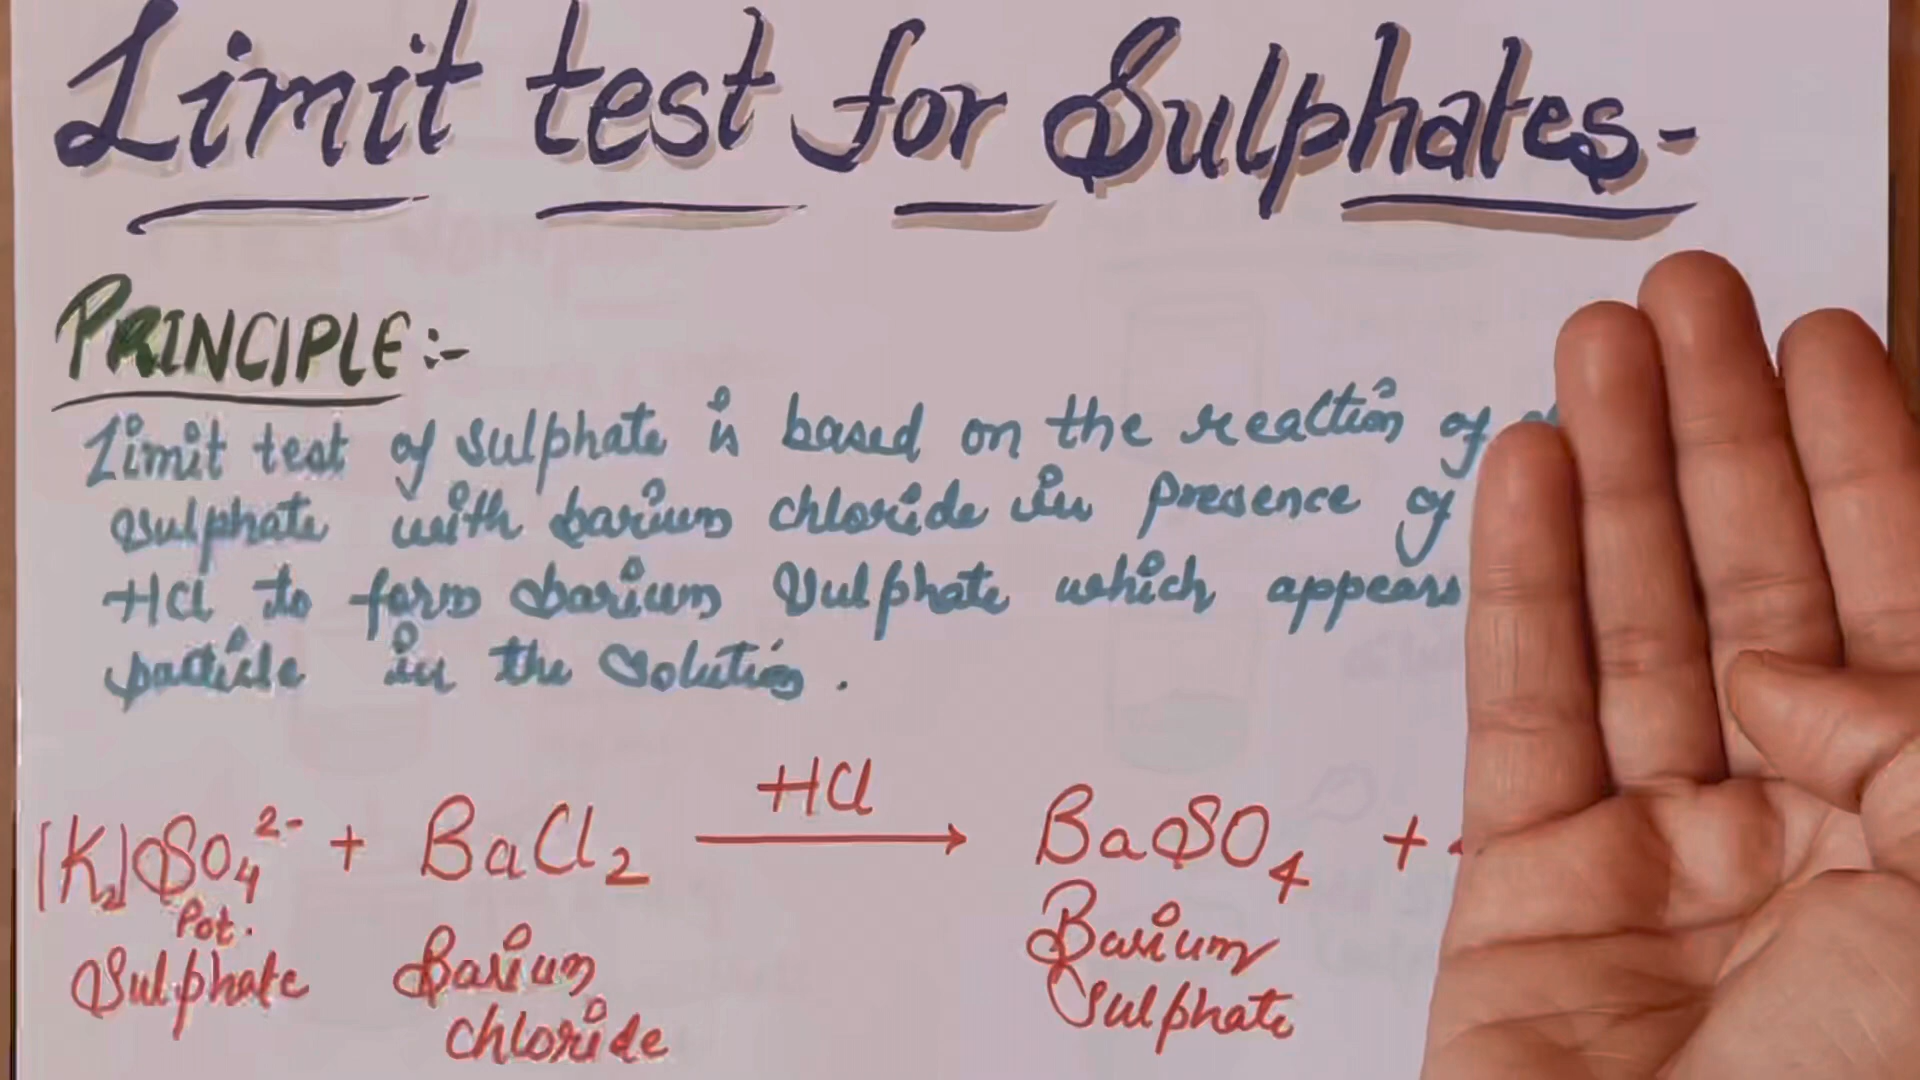 Limit test for Sulphates-
PRINCIPLE:-
Limit test of sulphate is based on the reaction of
sulphate with barium chloride in presence of
HCl to form barium sulphate which appears
particle in the solution.
HCl
[K2]SO4 2- + BaCl2 → BaSO4 +
Pot. Sulphate Barium chloride Barium Sulphate